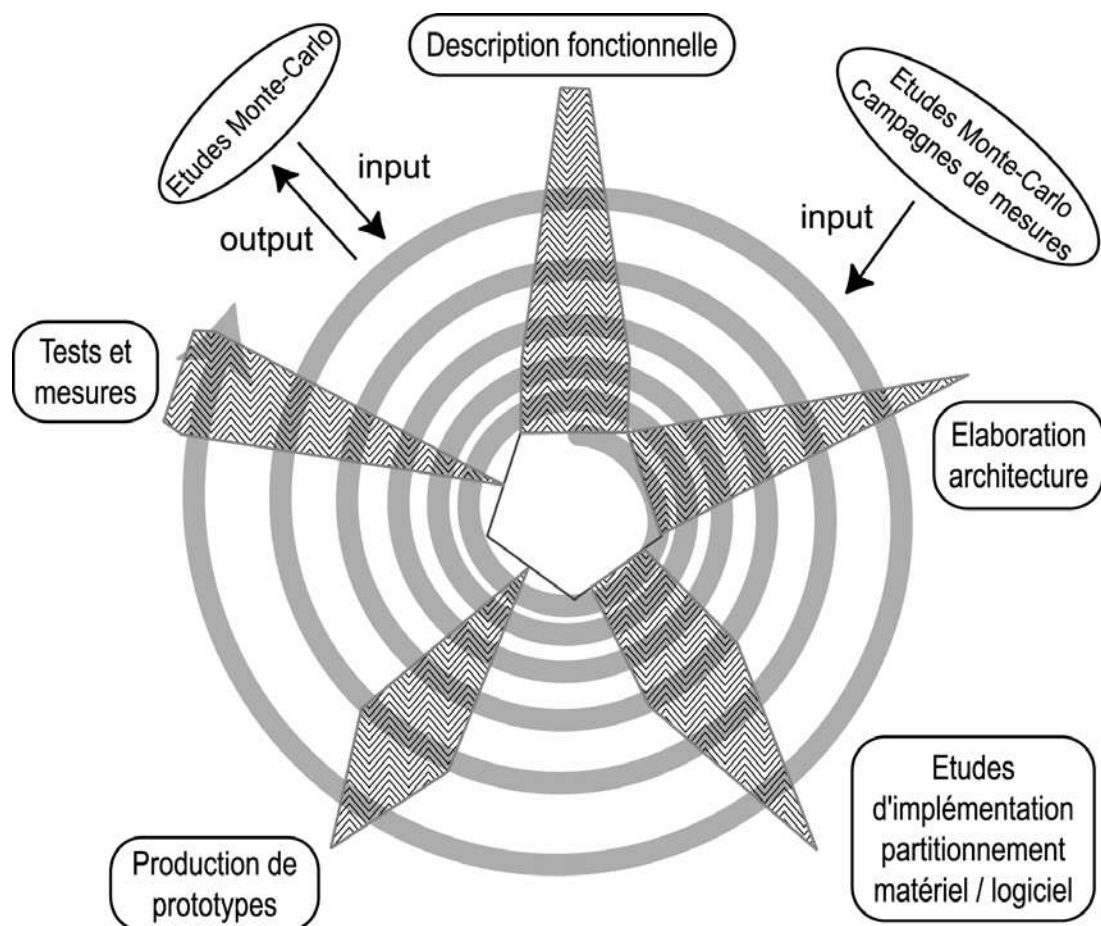 Description fonctionnelle
Etudes Monte-Carlo
input
output
Etudes Monte-Carlo
Campagnes de mesures
input
Tests et
mesures
Elaboration
architecture
Etudes
d'implémentation
partitionnement
matériel / logiciel
Production de
prototypes